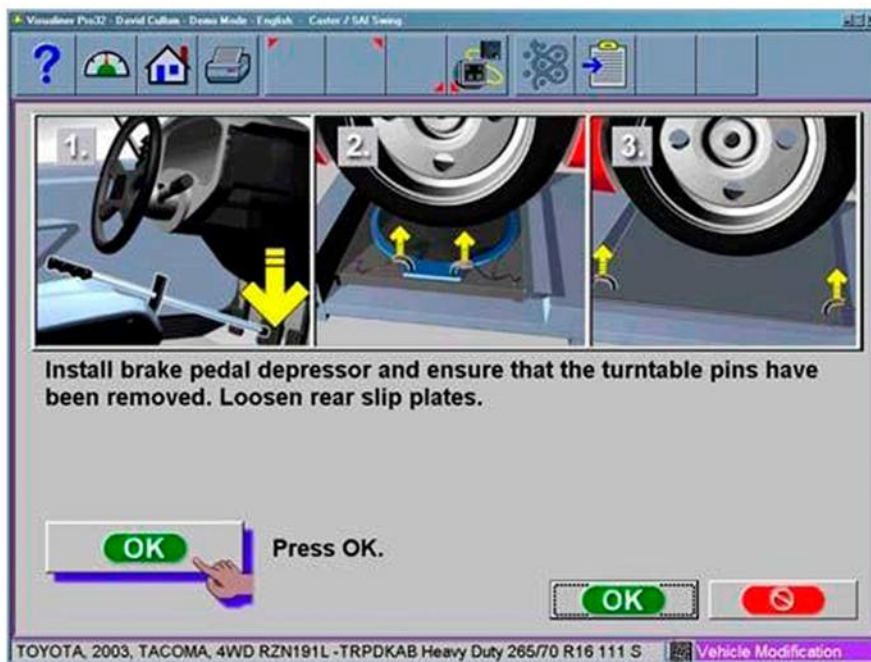 Visualiner Pro32 - David Cullum - Demo Mode - English - Caster / SAI Swing
?
1.
2.
3.
Install brake pedal depressor and ensure that the turntable pins have
been removed. Loosen rear slip plates.
OK
Press OK.
OK
TOYOTA, 2003, TACOMA, 4WD RZN191L -TRPDKAB Heavy Duty 265/70 R16 111 S
Vehicle Modification